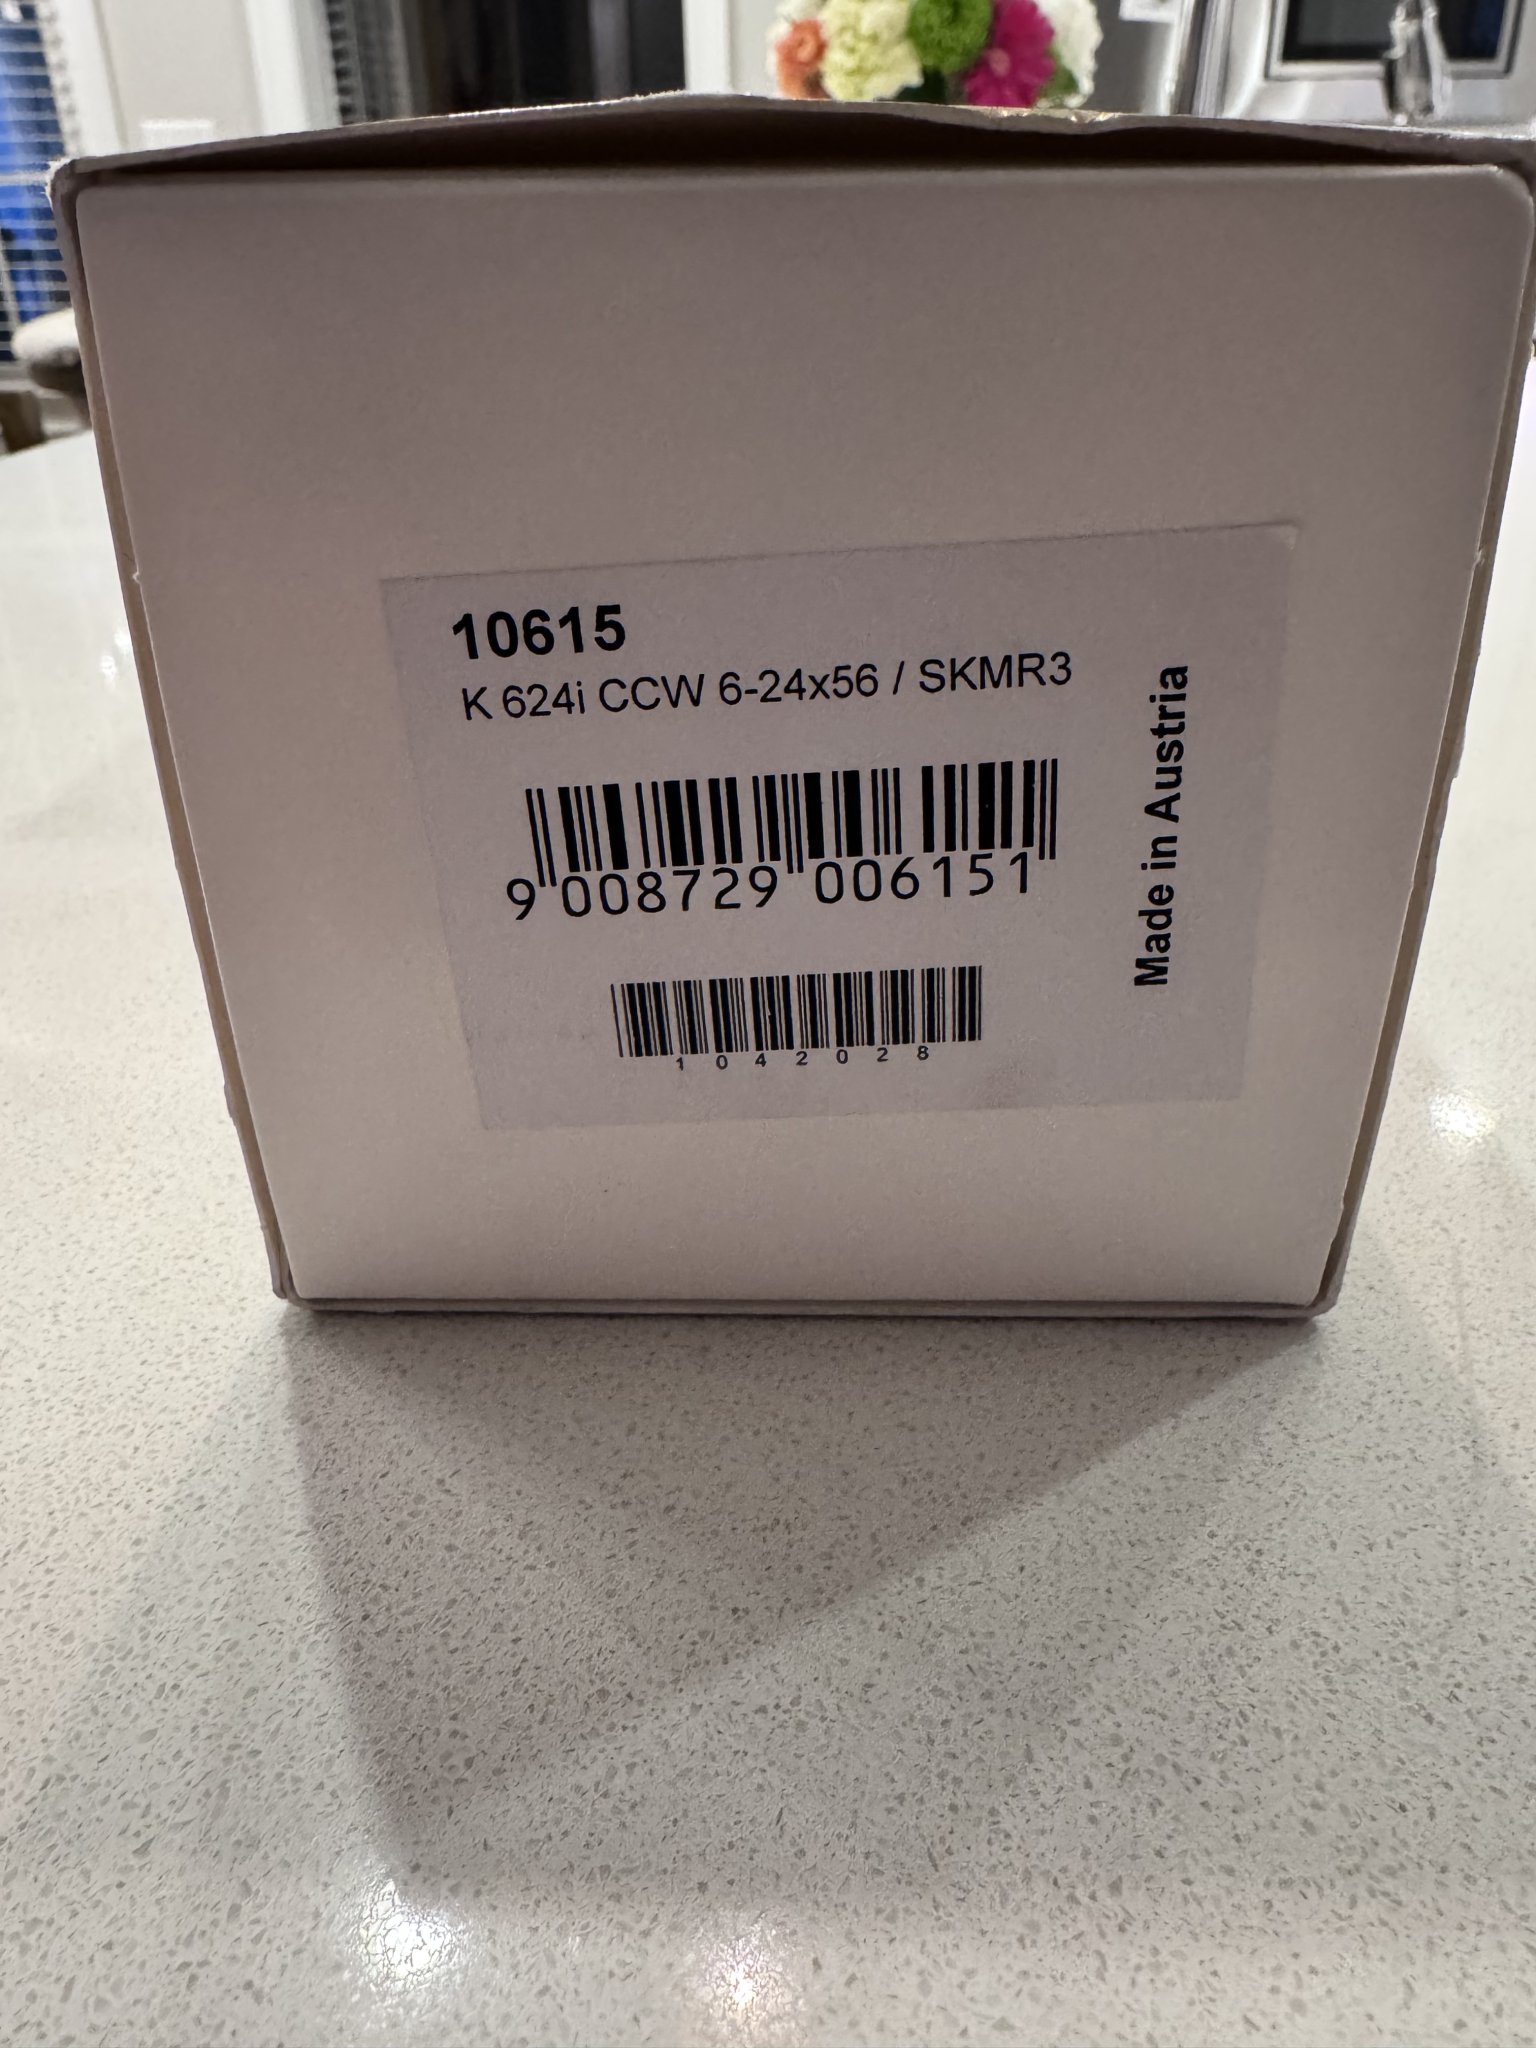 10615
K 624i CCW 6-24x56 / SKMR3
9 008729 006151
1042028
Made in Austria